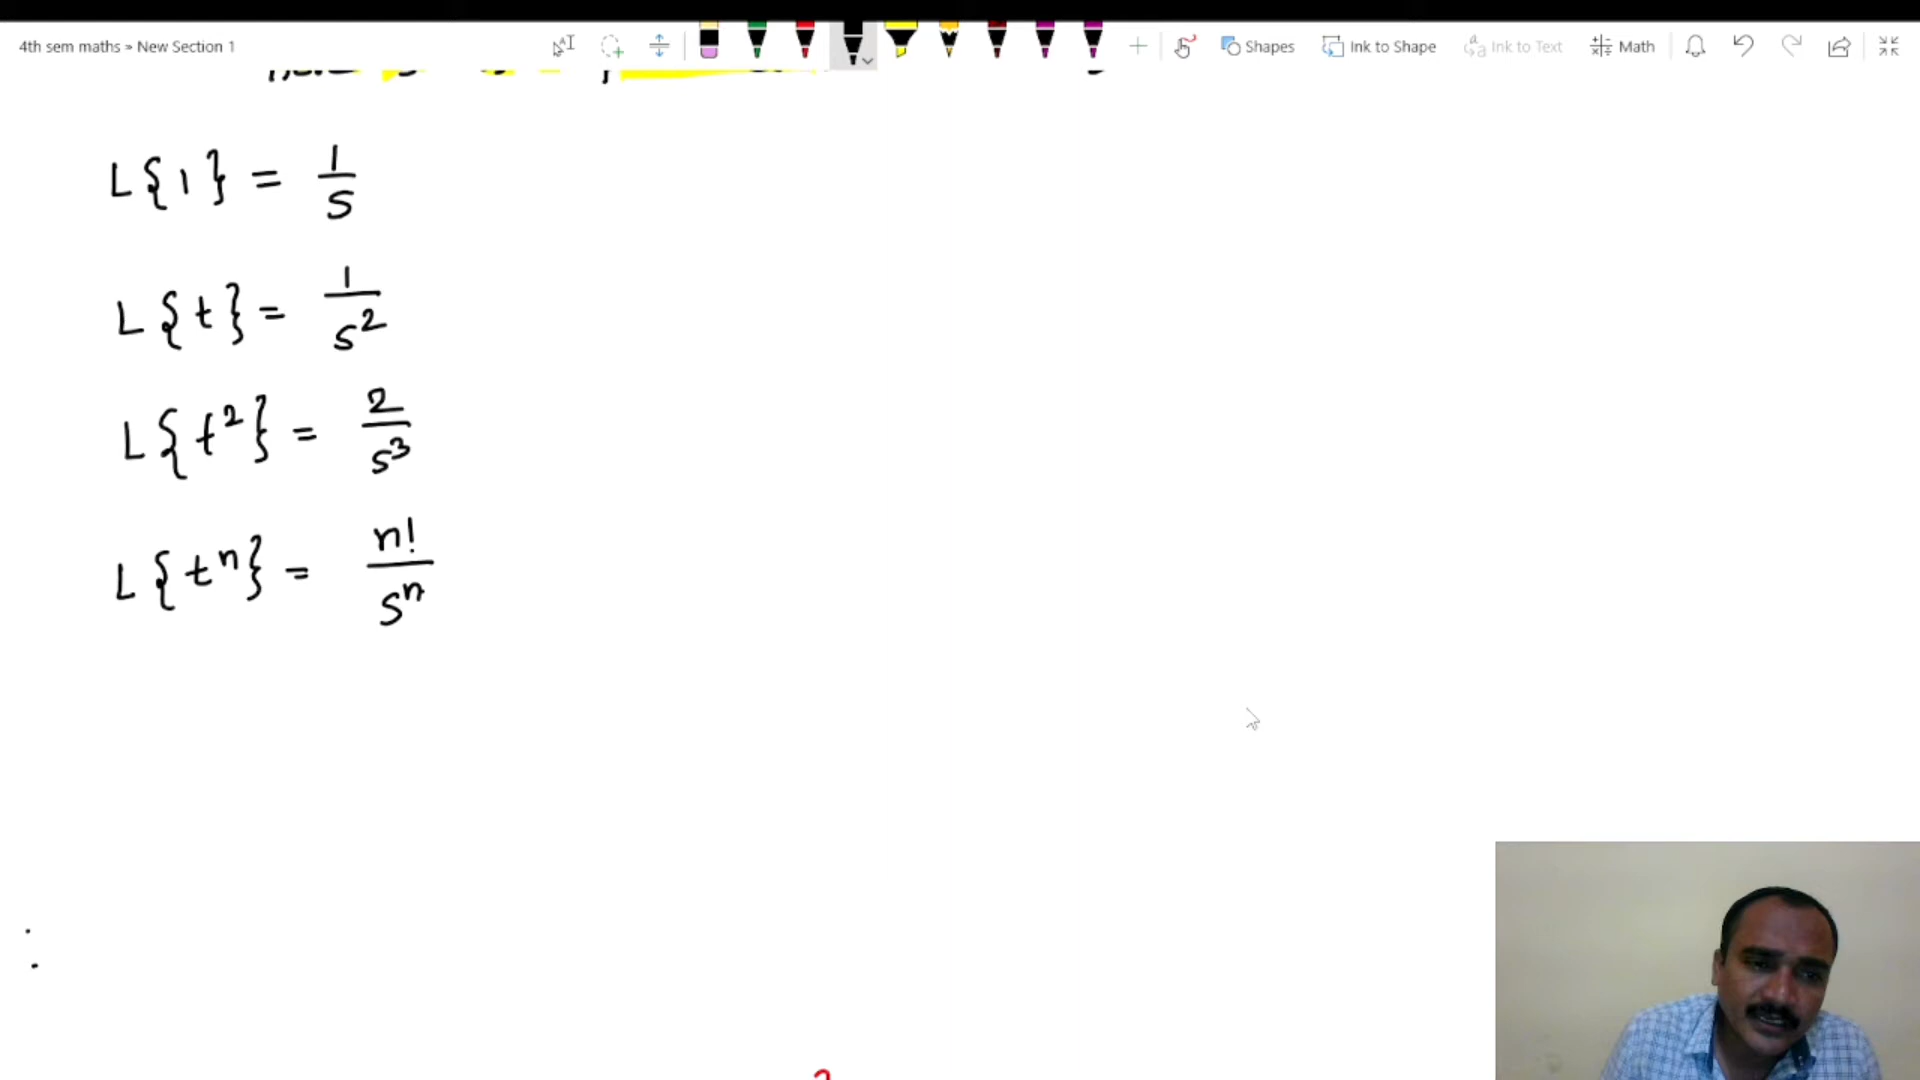 4th sem maths » New Section 1
Shapes
Ink to Shape
Ink to Text
Math
L{1} = 1/s
L{t} = 1/s²
L{t²} = 2/s³
L{tⁿ} = n!/sⁿ